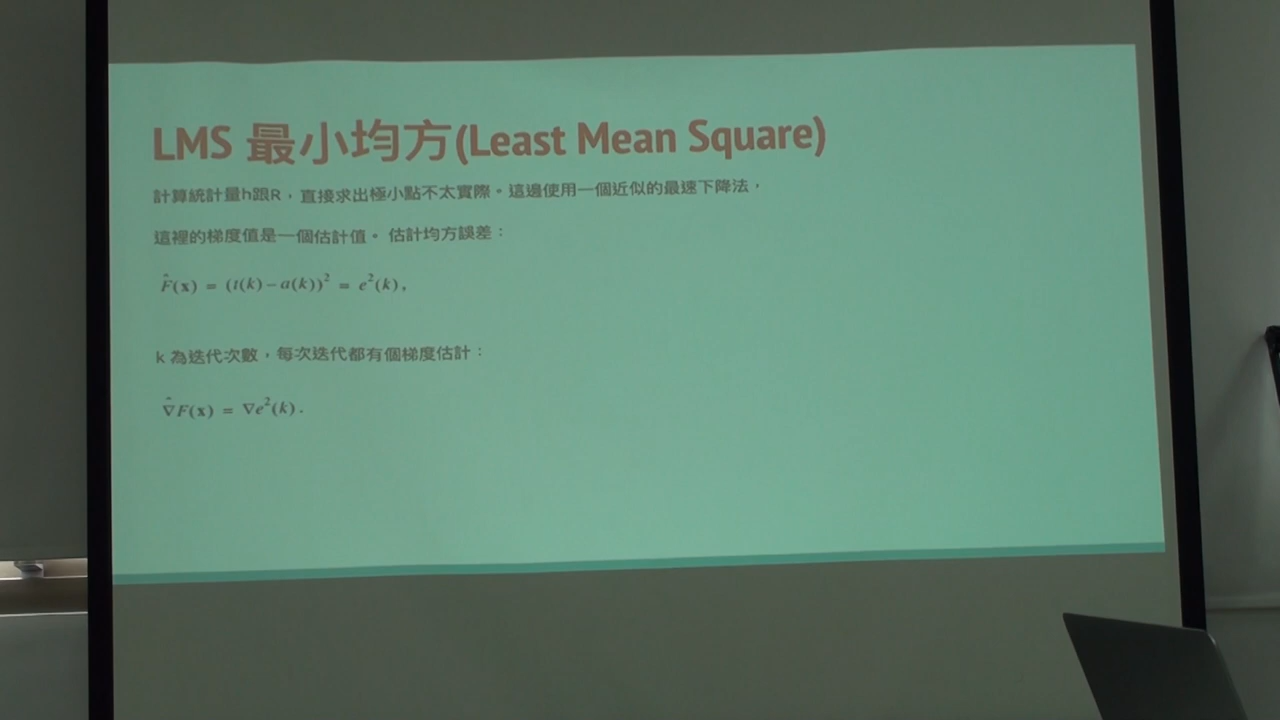 LMS 最小均方(Least Mean Square)
計算統計量h跟R，直接求出極小點不太實際。這邊使用一個近似的最速下降法，
這裡的梯度值是一個估計值。 估計均方誤差：
F̂(x) = (t(k) − a(k))² = e²(k),
k 為迭代次數，每次迭代都有個梯度估計：
∇̂F(x) = ∇e²(k).